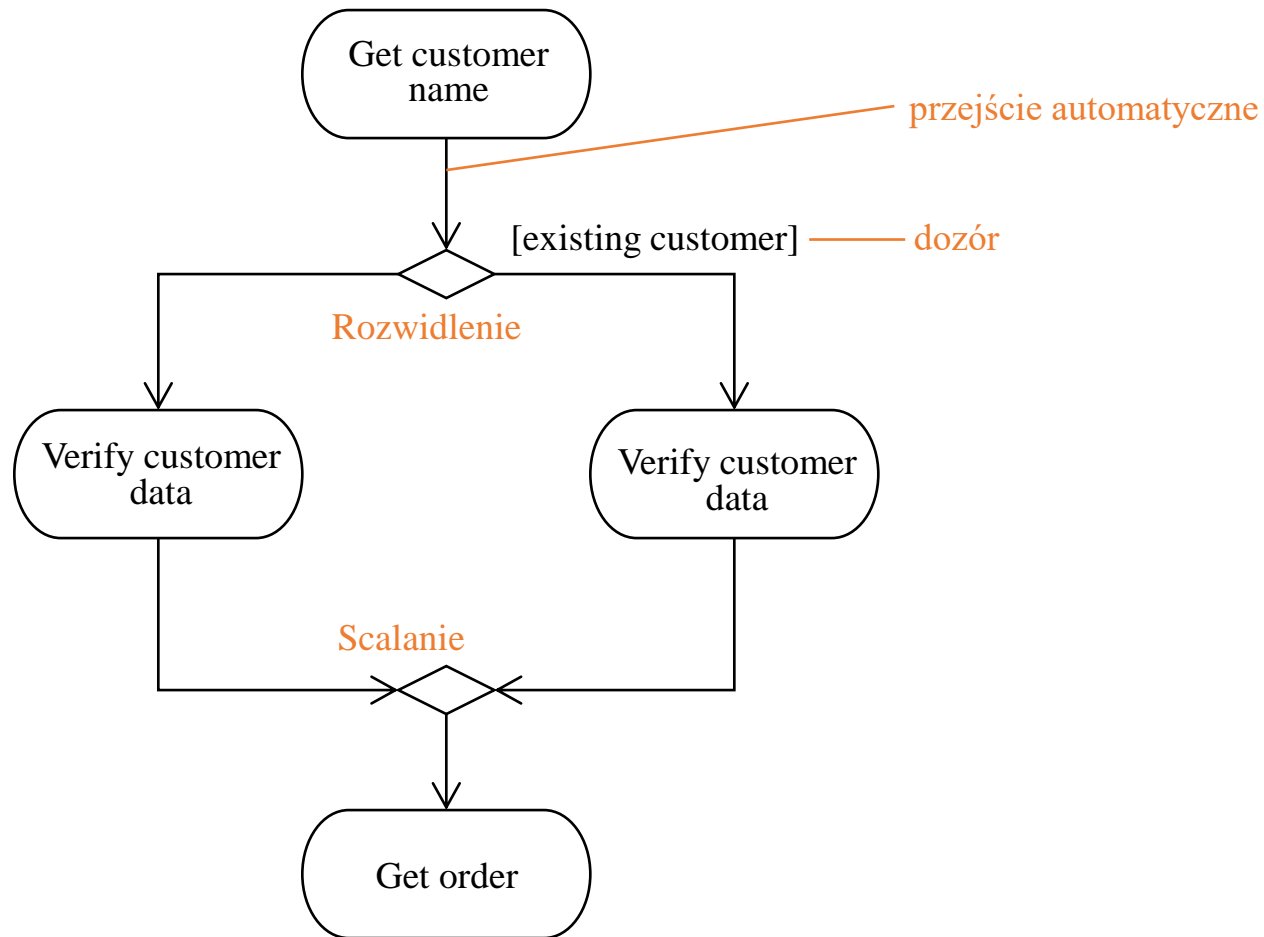 Get customer
name
przejście automatyczne
[existing customer]
dozór
Rozwidlenie
Verify customer
data
Verify customer
data
Scalanie
Get order